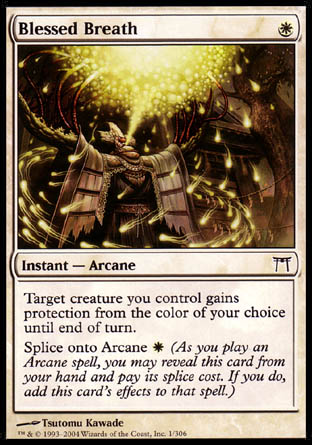 Blessed Breath
Instant — Arcane
Target creature you control gains
protection from the color of your choice
until end of turn.
Splice onto Arcane (As you play an
Arcane spell, you may reveal this card from
your hand and pay its splice cost. If you do,
add this card's effects to that spell.)
Tsutomu Kawade
™ & © 1993-2004 Wizards of the Coast, Inc. 1/306